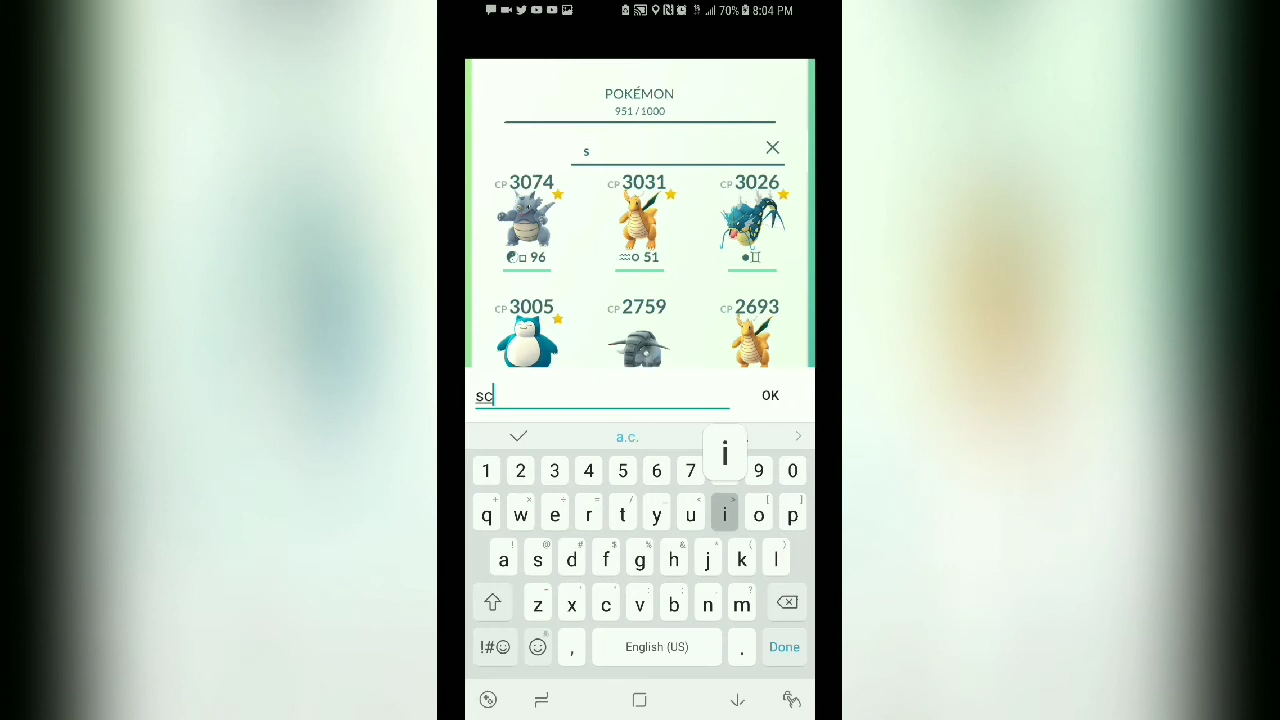 70% 8:04 PM
POKÉMON
951 / 1000
s
CP 3074 CP 3031 CP 3026
96 51
CP 3005 CP 2759 CP 2693
sc OK
a.c.
i
1 2 3 4 5 6 7 9 0
q w e r t y u i o p
a s d f g h j k l
z x c v b n m
!#☺ , English (US) . Done